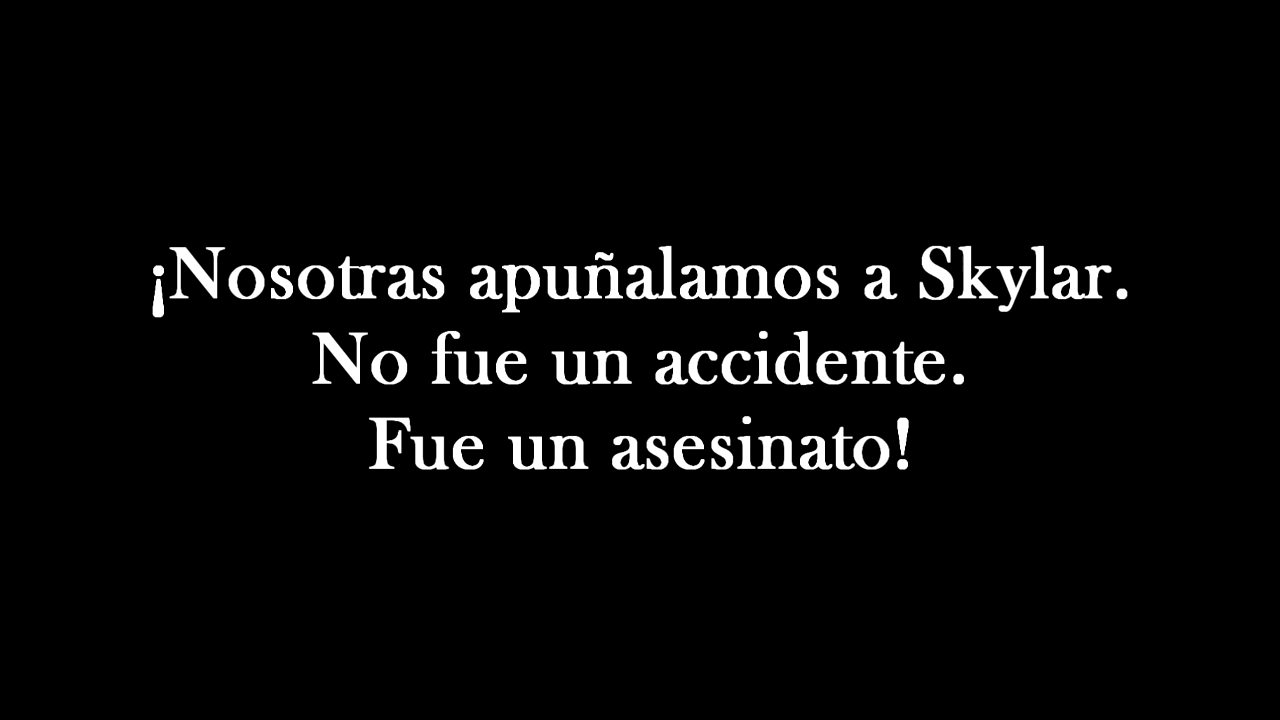 ¡Nosotras apuñalamos a Skylar.
No fue un accidente.
Fue un asesinato!